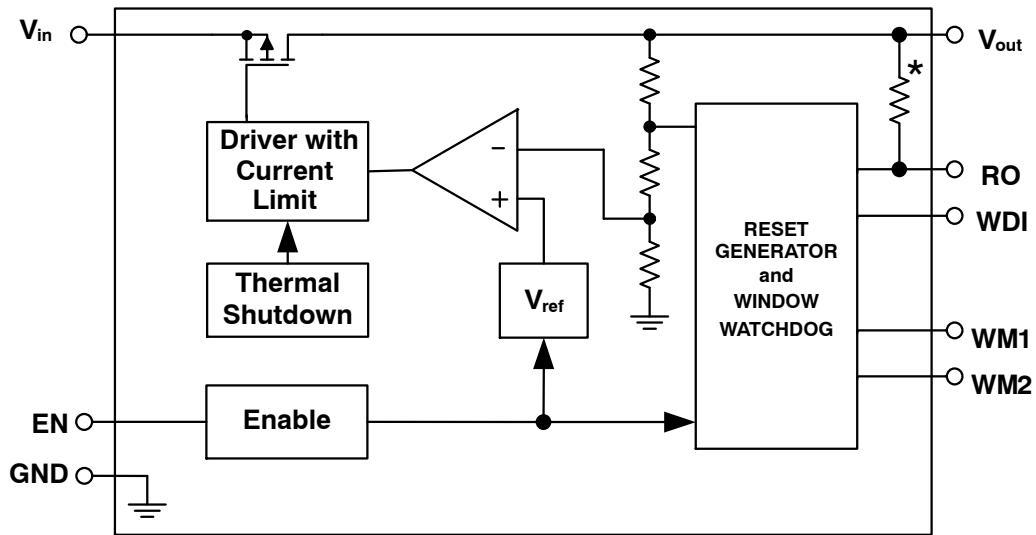 Vin
Vout
*
Driver with
Current
Limit
−
+
RO
WDI
RESET
GENERATOR
and
WINDOW
WATCHDOG
Thermal
Shutdown
Vref
WM1
WM2
EN
Enable
GND